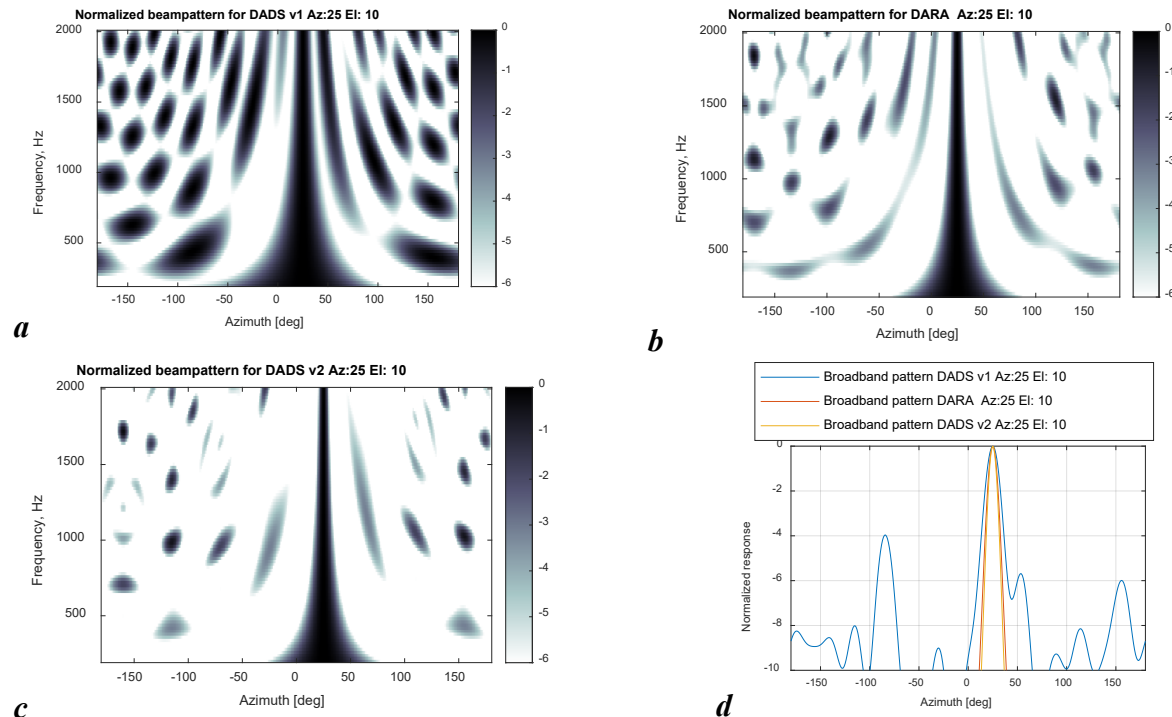 Normalized beampattern for DADS v1 Az:25 El: 10
2000
1500
1000
500
Frequency, Hz
-150 -100 -50 0 50 100 150
Azimuth [deg]
0
-1
-2
-3
-4
-5
-6
a
Normalized beampattern for DARA Az:25 El: 10
2000
1500
1000
500
Frequency, Hz
-150 -100 -50 0 50 100 150
Azimuth [deg]
0
-1
-2
-3
-4
-5
-6
b
Normalized beampattern for DADS v2 Az:25 El: 10
2000
1500
1000
500
Frequency, Hz
-150 -100 -50 0 50 100 150
Azimuth [deg]
0
-1
-2
-3
-4
-5
-6
c
Broadband pattern DADS v1 Az:25 El: 10
Broadband pattern DARA Az:25 El: 10
Broadband pattern DADS v2 Az:25 El: 10
0
-2
-4
-6
-8
-10
Normalized response
-150 -100 -50 0 50 100 150
Azimuth [deg]
d